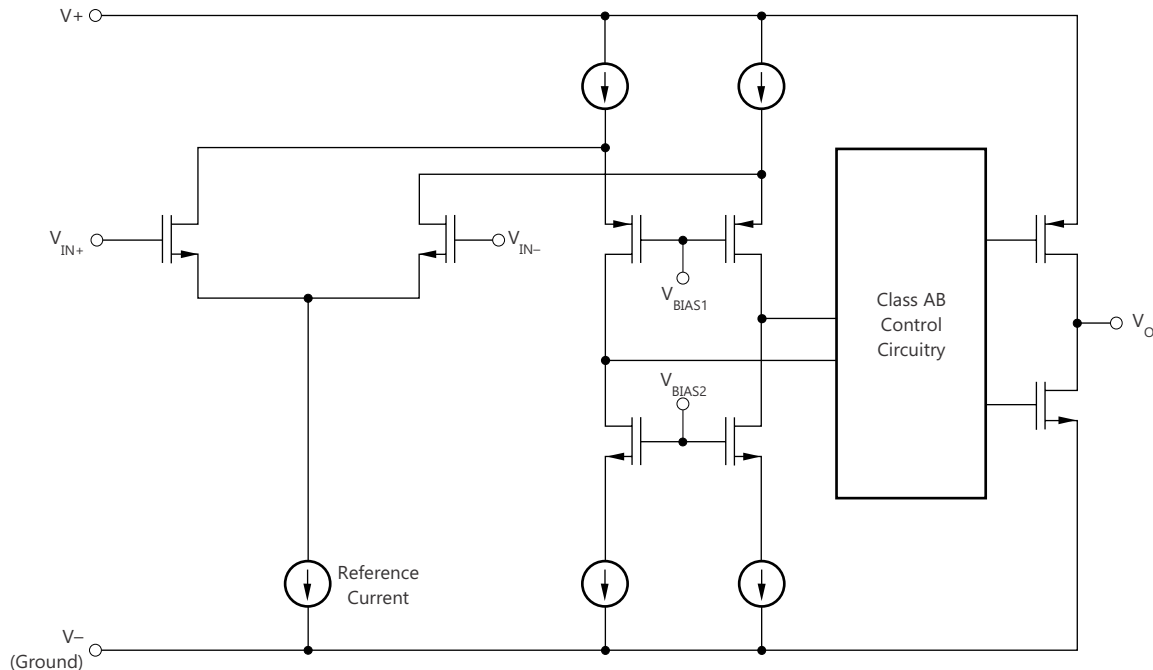 V+
V IN+
V IN–
V BIAS1
Class AB
Control
Circuitry
V O
V BIAS2
Reference
Current
V–
(Ground)